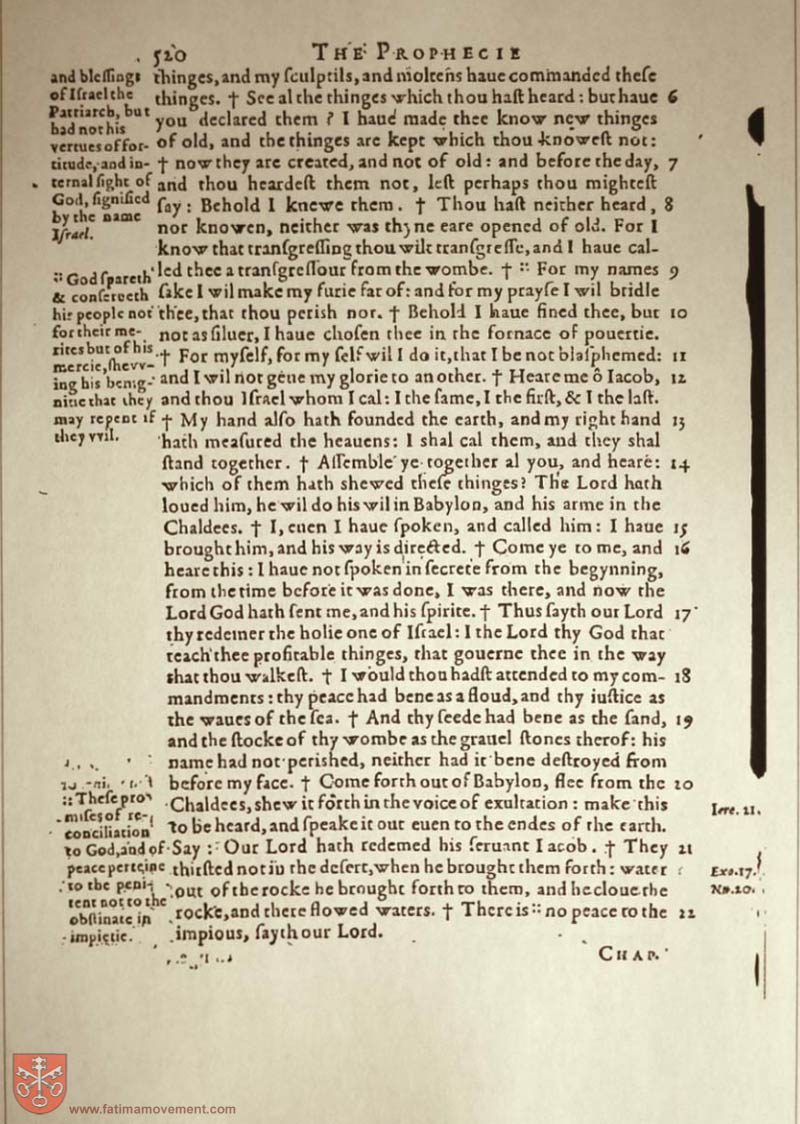 520 THE PROPHECIE
thinges, and my ſculptils, and moltens haue commanded theſe
thinges. † See al the thinges which thou haſt heard: but haue 6
you declared them? I haue made thee know new thinges
of old, and the thinges are kept which thou knoweſt not:
† now they are created, and not of old: and before the day, 7
and thou heardeſt them not, leſt perhaps thou mighteſt
ſay: Behold I knewe them. † Thou haſt neither heard, 8
nor knowen, neither was thyne eare opened of old. For I
know that tranſgreſſing thou wilt tranſgreſſe, and I haue cal-
led thee a tranſgreſſour from the wombe. † :: For my names 9
ſake I wil make my furie far of: and for my prayſe I wil bridle
thee, that thou periſh not. † Behold I haue fined thee, but 10
not as ſiluer, I haue choſen thee in the fornace of pouertie.
† For myſelf, for my ſelf wil I do it, that I be not blaſphemed: 11
and I wil not geue my glorie to another. † Heare me ô Iacob, 12
and thou Iſrael whom I cal: I the ſame, I the firſt, & I the laſt.
† My hand alſo hath founded the earth, and my right hand 13
hath meaſured the heauens: I shal cal them, and they shal
ſtand together. † Aſſemble ye together al you, and heare: 14
which of them hath shewed theſe thinges? The Lord hath
loued him, he wil do his wil in Babylon, and his arme in the
Chaldees. † I, euen I haue ſpoken, and called him: I haue 15
brought him, and his way is directed. † Come ye to me, and 16
heare this: I haue not ſpoken in ſecrete from the begynning,
from the time before it was done, I was there, and now the
Lord God hath ſent me, and his ſpirite. † Thus ſayth our Lord 17
thy redemer the holie one of Iſrael: I the Lord thy God that
teach thee profitable thinges, that gouerne thee in the way
that thou walkeſt. † I would thou hadſt attended to my com- 18
mandments: thy peace had bene as a floud, and thy iuſtice as
the waues of the ſea. † And thy ſeede had bene as the ſand, 19
and the ſtocke of thy wombe as the grauel ſtones therof: his
name had not perished, neither had it bene deſtroyed from
before my face. † Come forth out of Babylon, flee from the 20
Chaldees, shew it forth in the voice of exultation: make this
to be heard, and ſpeake it out euen to the endes of the earth.
Say: Our Lord hath redemed his ſeruant Iacob. † They 21
thirſted not in the deſert, when he brought them forth: water
out of the rocke he brought forth to them, and he cloue the
rocke, and there flowed waters. † There is :: no peace to the 22
impious, ſayth our Lord.
CHAP.
and bleſſings
of Iſrael the
Patriarch, but
had not his
vertues of for-
titude, and in-
ternal ſight of
God, ſignified
by the name
Iſrael.
:: God ſpareth
& conſerueth
his people not
for their me-
rites but of his
mercie, ſhevv-
ing his benig-
nitie that they
may repent if
they vvil.
:: Theſe pro
miſes of re-
conciliation
to God, and of
peace perteine
to the peni-
tent not to the
obſtinate in
impietie.
Iere. 21.
Exo. 17.
Nu. 20.
www.fatimamovement.com